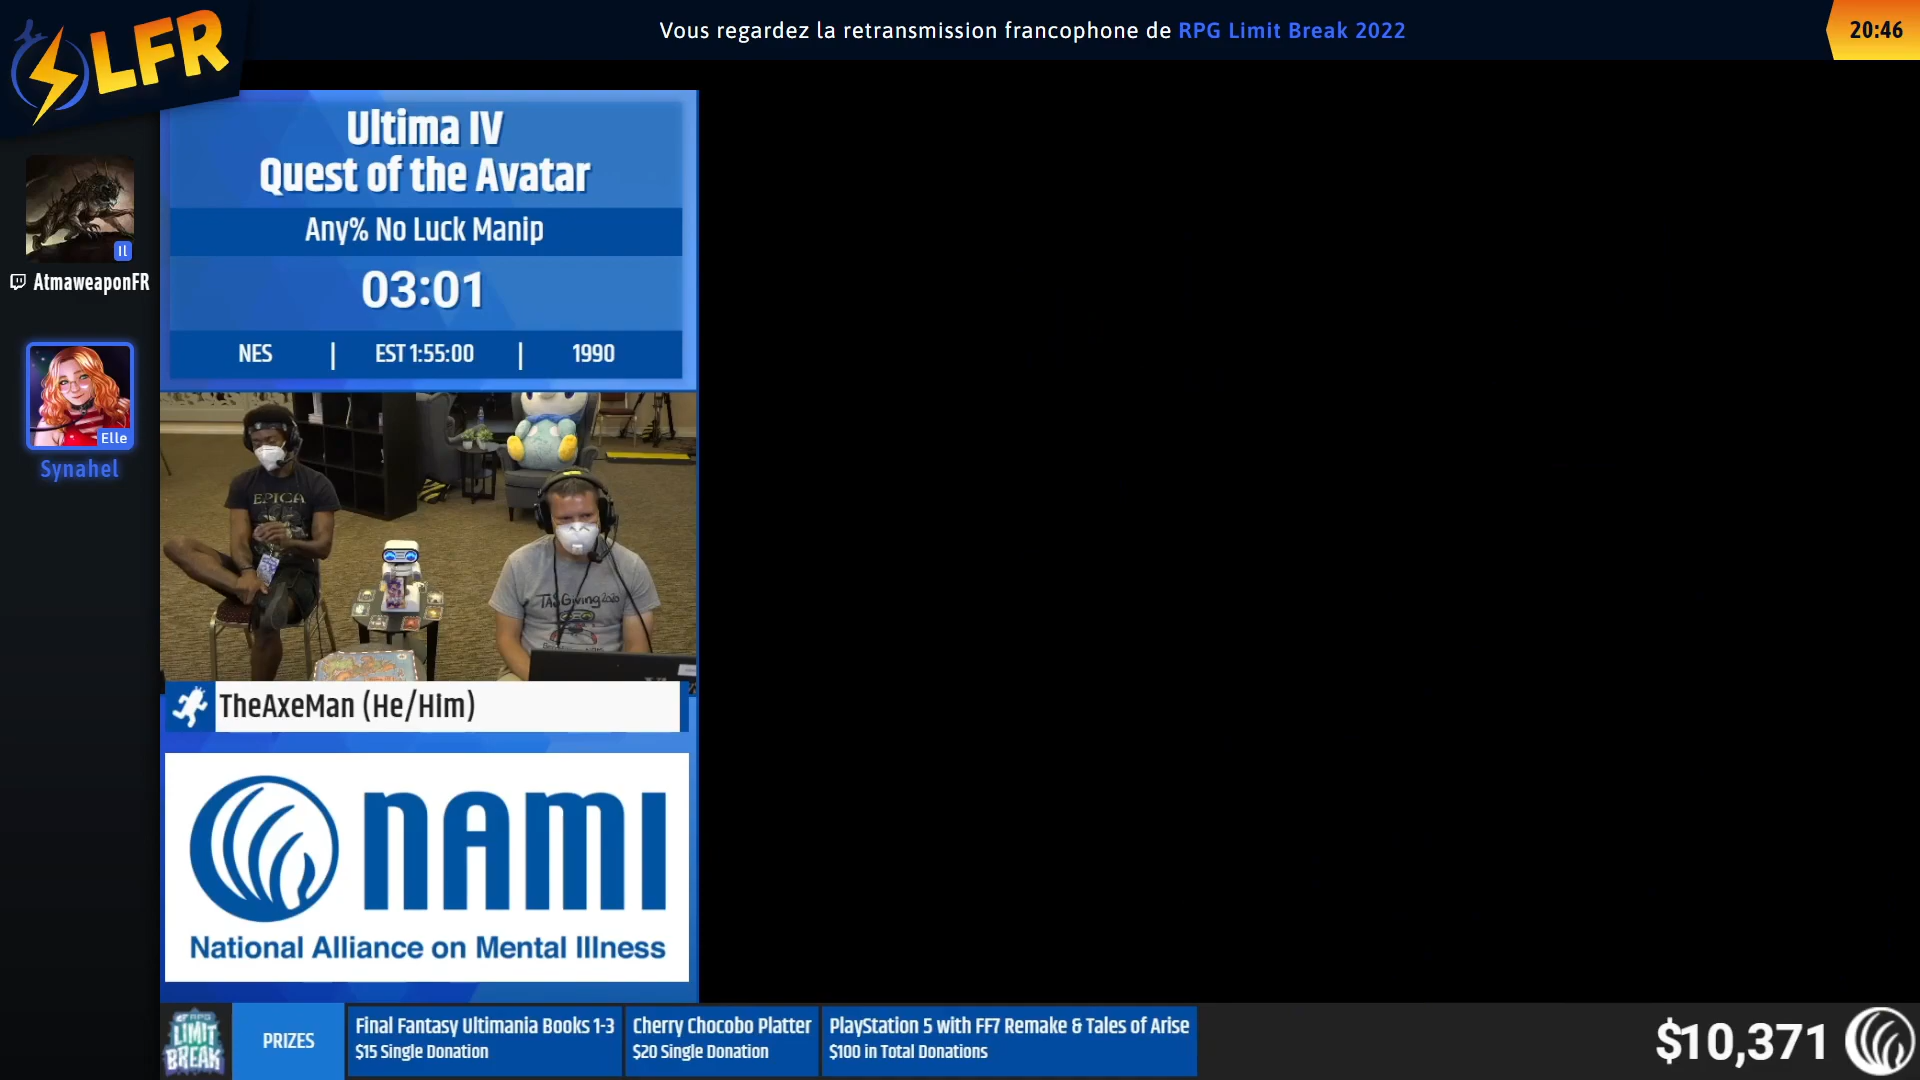 LFR
Vous regardez la retransmission francophone de RPG Limit Break 2022
20:46
Ultima IV
Quest of the Avatar
Any% No Luck Manip
03:01
NES | EST 1:55:00 | 1990
Il
AtmaweaponFR
Elle
Synahel
EPICA
TASGiving 2020
TheAxeMan (He/Him)
NAMI
National Alliance on Mental Illness
RPG
LIMIT
BREAK
PRIZES
Final Fantasy Ultimania Books 1-3
$15 Single Donation
Cherry Chocobo Platter
$20 Single Donation
PlayStation 5 with FF7 Remake & Tales of Arise
$100 in Total Donations
$10,371